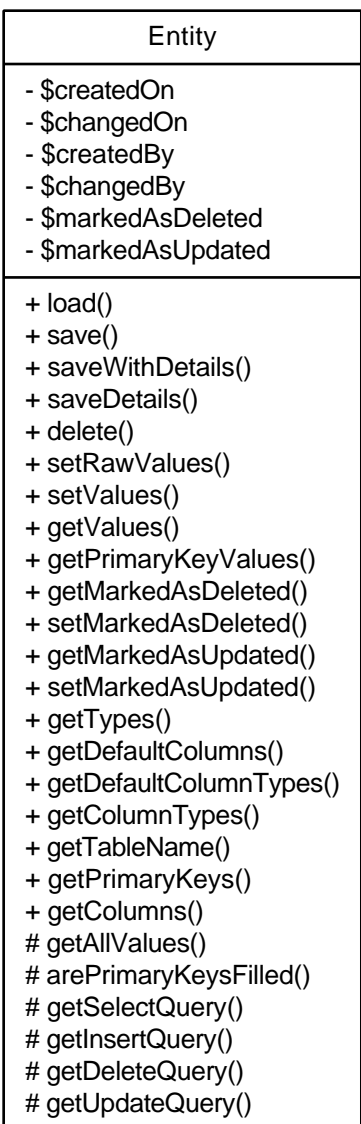 Entity
- $createdOn
- $changedOn
- $createdBy
- $changedBy
- $markedAsDeleted
- $markedAsUpdated
+ load()
+ save()
+ saveWithDetails()
+ saveDetails()
+ delete()
+ setRawValues()
+ setValues()
+ getValues()
+ getPrimaryKeyValues()
+ getMarkedAsDeleted()
+ setMarkedAsDeleted()
+ getMarkedAsUpdated()
+ setMarkedAsUpdated()
+ getTypes()
+ getDefaultColumns()
+ getDefaultColumnTypes()
+ getColumnTypes()
+ getTableName()
+ getPrimaryKeys()
+ getColumns()
# getAllValues()
# arePrimaryKeysFilled()
# getSelectQuery()
# getInsertQuery()
# getDeleteQuery()
# getUpdateQuery()